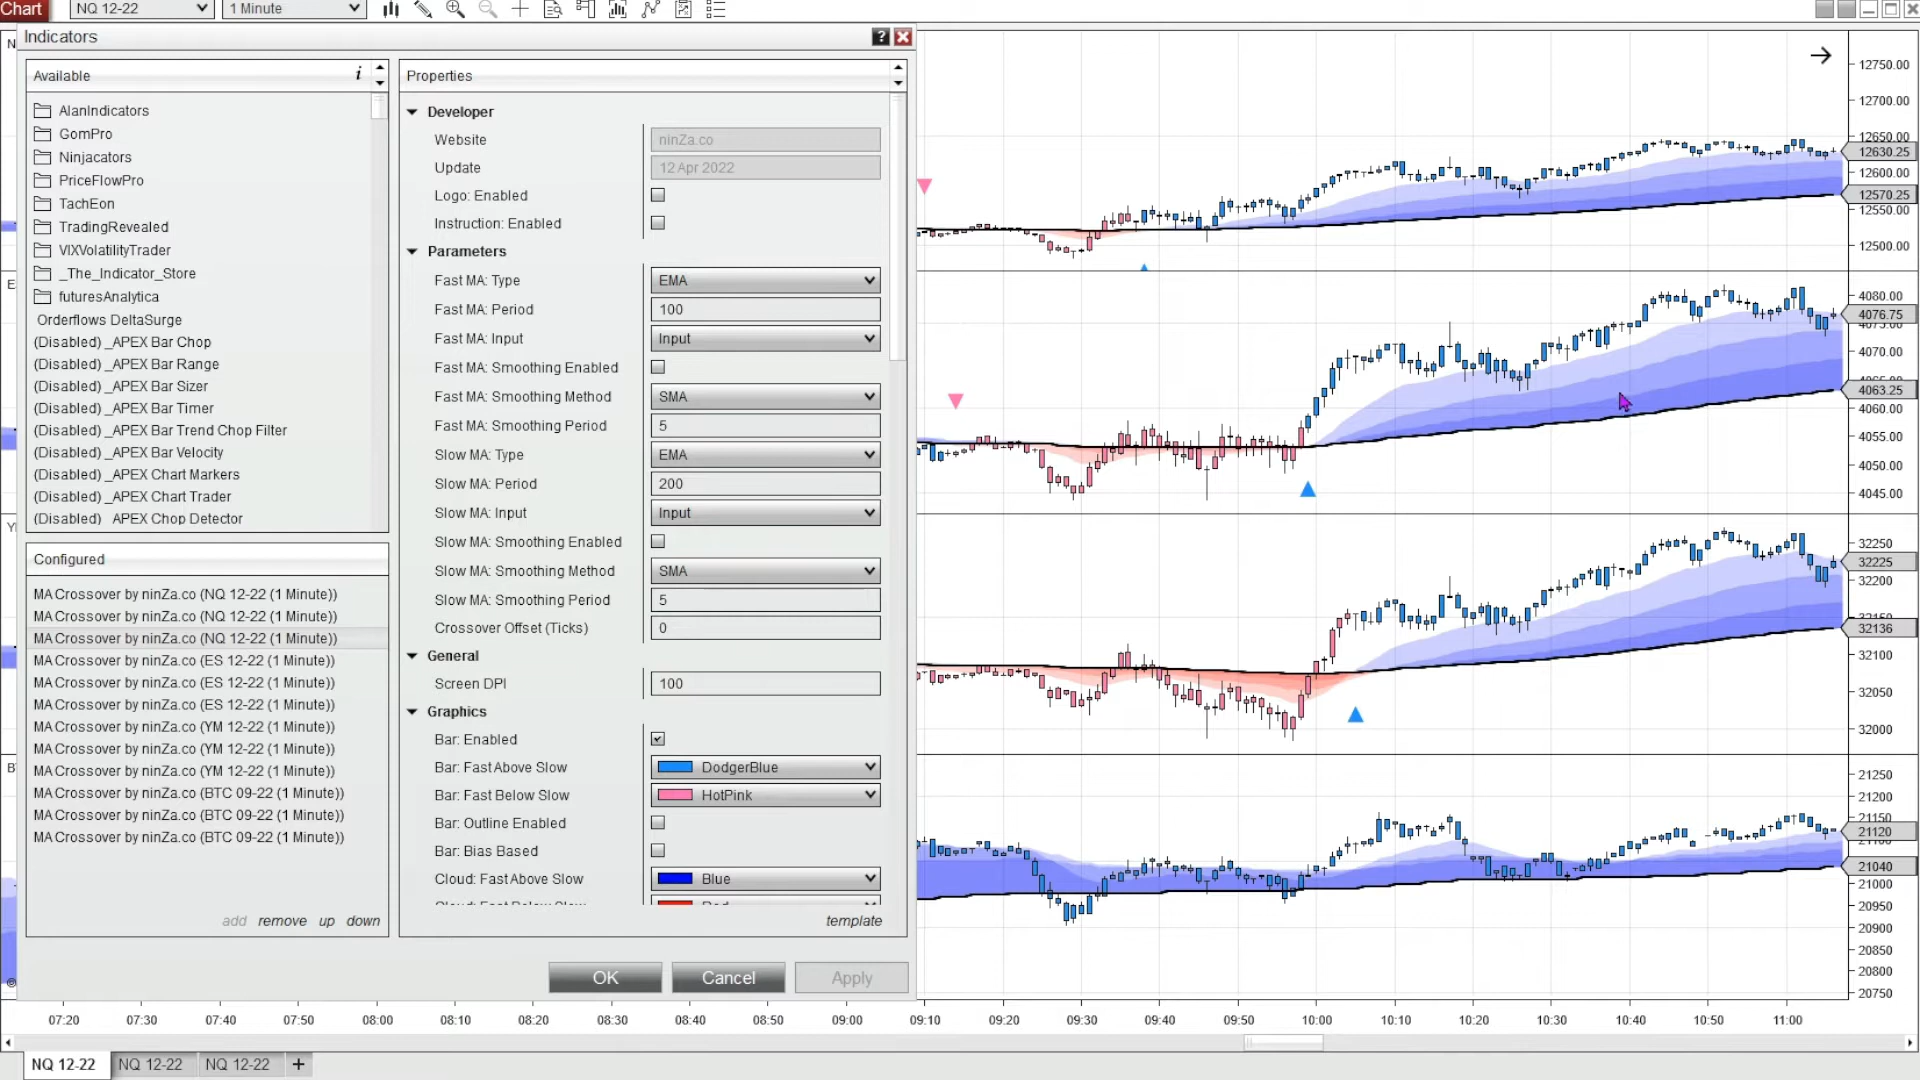 Chart
NQ 12-22
1 Minute
Indicators
?
Available
i
AlanIndicators
GomPro
Ninjacators
PriceFlowPro
TachEon
TradingRevealed
VIXVolatilityTrader
_The_Indicator_Store
futuresAnalytica
Orderflows DeltaSurge
(Disabled) _APEX Bar Chop
(Disabled) _APEX Bar Range
(Disabled) _APEX Bar Sizer
(Disabled) _APEX Bar Timer
(Disabled) _APEX Bar Trend Chop Filter
(Disabled) _APEX Bar Velocity
(Disabled) _APEX Chart Markers
(Disabled) _APEX Chart Trader
(Disabled) _APEX Chop Detector
Configured
MA Crossover by ninZa.co (NQ 12-22 (1 Minute))
MA Crossover by ninZa.co (NQ 12-22 (1 Minute))
MA Crossover by ninZa.co (NQ 12-22 (1 Minute))
MA Crossover by ninZa.co (ES 12-22 (1 Minute))
MA Crossover by ninZa.co (ES 12-22 (1 Minute))
MA Crossover by ninZa.co (ES 12-22 (1 Minute))
MA Crossover by ninZa.co (YM 12-22 (1 Minute))
MA Crossover by ninZa.co (YM 12-22 (1 Minute))
MA Crossover by ninZa.co (YM 12-22 (1 Minute))
MA Crossover by ninZa.co (BTC 09-22 (1 Minute))
MA Crossover by ninZa.co (BTC 09-22 (1 Minute))
MA Crossover by ninZa.co (BTC 09-22 (1 Minute))
add remove up down
Properties
Developer
Website ninZa.co
Update 12 Apr 2022
Logo: Enabled
Instruction: Enabled
Parameters
Fast MA: Type EMA
Fast MA: Period 100
Fast MA: Input Input
Fast MA: Smoothing Enabled
Fast MA: Smoothing Method SMA
Fast MA: Smoothing Period 5
Slow MA: Type EMA
Slow MA: Period 200
Slow MA: Input Input
Slow MA: Smoothing Enabled
Slow MA: Smoothing Method SMA
Slow MA: Smoothing Period 5
Crossover Offset (Ticks) 0
General
Screen DPI 100
Graphics
Bar: Enabled
Bar: Fast Above Slow DodgerBlue
Bar: Fast Below Slow HotPink
Bar: Outline Enabled
Bar: Bias Based
Cloud: Fast Above Slow Blue
Cloud: Fast Below Slow Red
template
OK Cancel Apply
12750.00
12700.00
12650.00
12630.25
12600.00
12570.25
12550.00
12500.00
4080.00
4076.75
4075.00
4070.00
4063.25
4060.00
4055.00
4050.00
4045.00
32250
32225
32200
32150
32136
32100
32050
32000
21250
21200
21150
21120
21100
21040
21000
20950
20900
20850
20800
20750
07:20 07:30 07:40 07:50 08:00 08:10 08:20 08:30 08:40 08:50 09:00 09:10 09:20 09:30 09:40 09:50 10:00 10:10 10:20 10:30 10:40 10:50 11:00
NQ 12-22 NQ 12-22 NQ 12-22 +